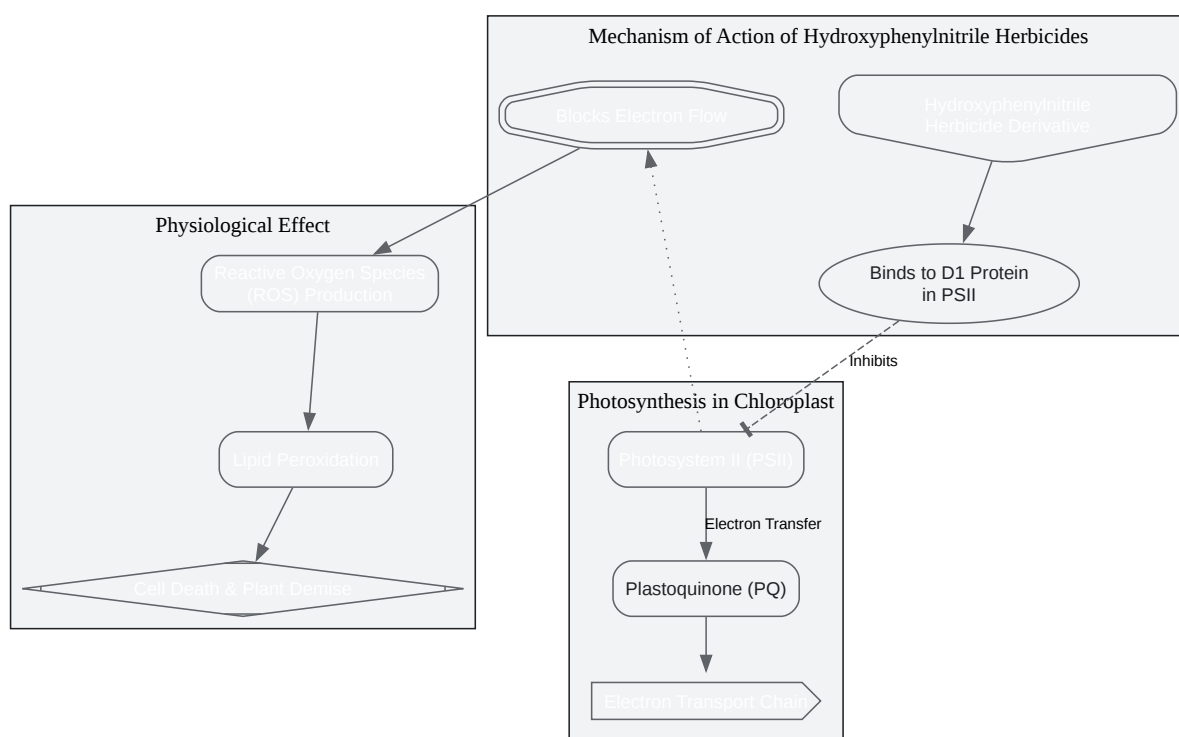 Mechanism of Action of Hydroxyphenylnitrile Herbicides
Blocks Electron Flow
Hydroxyphenylnitrile
Herbicide Derivative
Binds to D1 Protein
in PSII
Physiological Effect
Reactive Oxygen Species
(ROS) Production
Lipid Peroxidation
Cell Death & Plant Demise
Inhibits
Photosynthesis in Chloroplast
Photosystem II (PSII)
Electron Transfer
Plastoquinone (PQ)
Electron Transport Chain